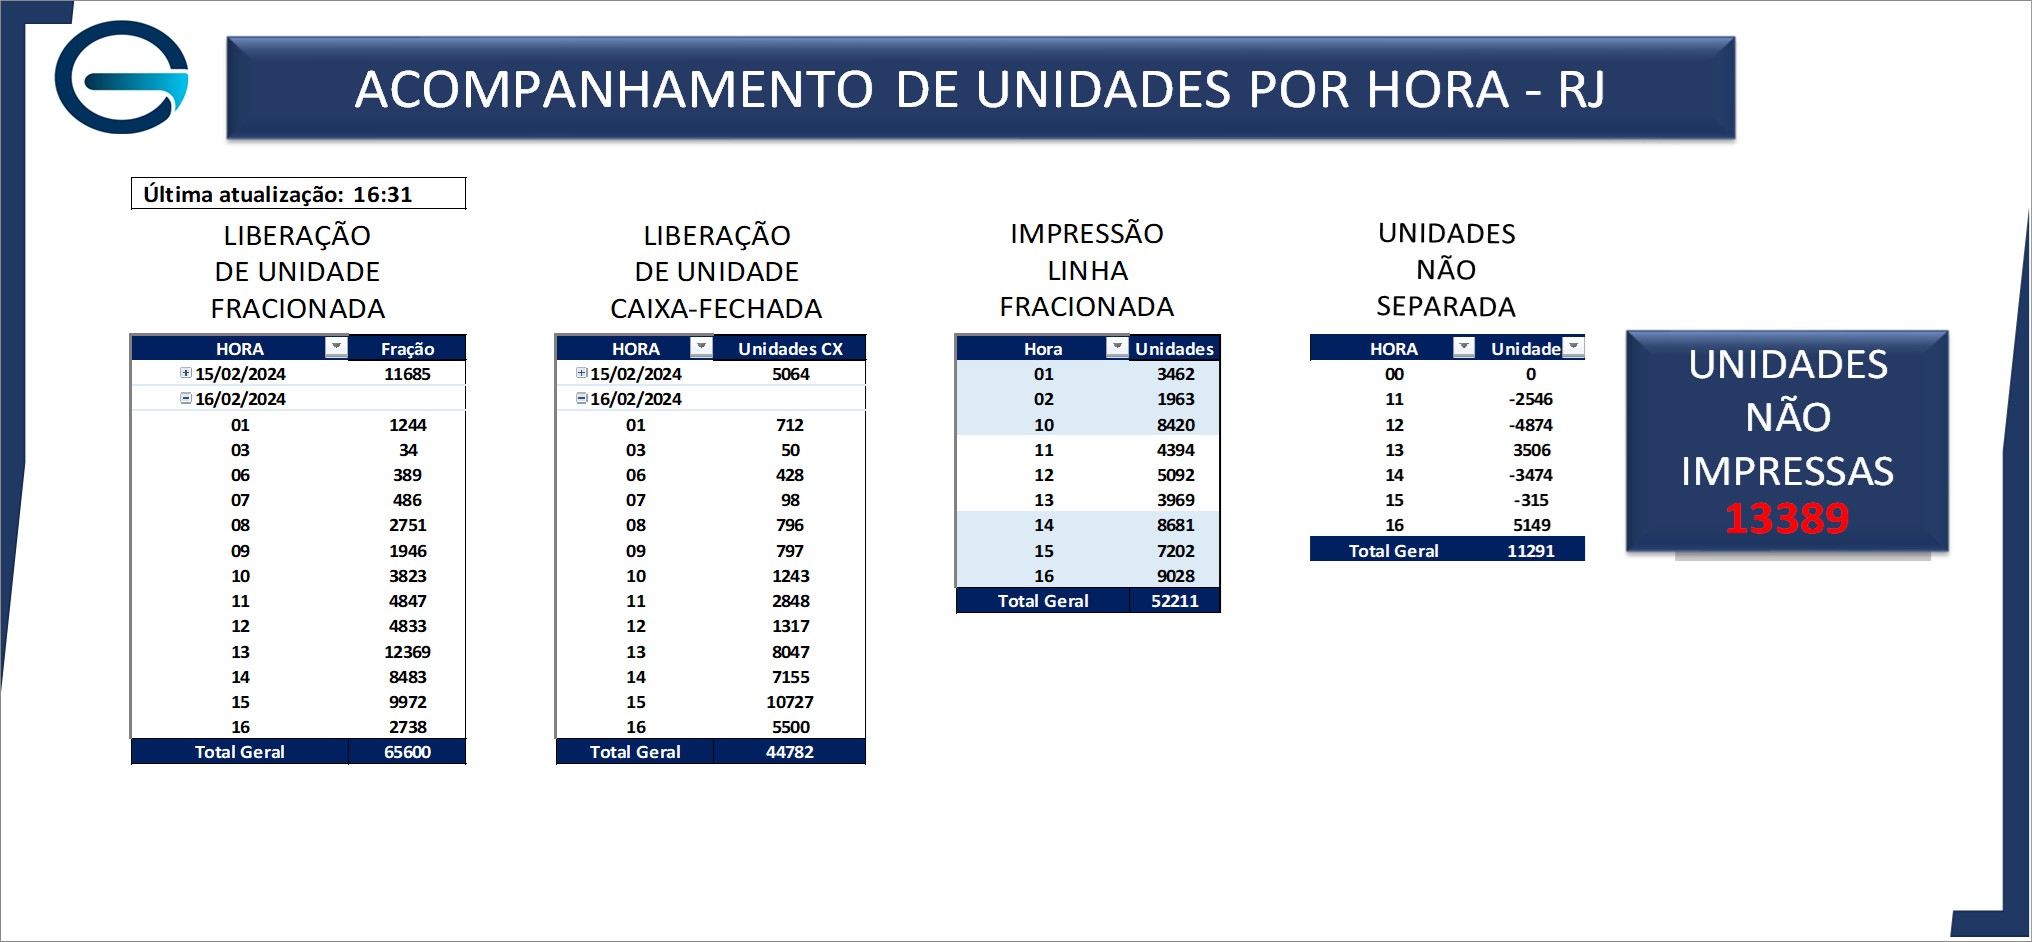 ACOMPANHAMENTO DE UNIDADES POR HORA - RJ
Última atualização: 16:31
LIBERAÇÃO
DE UNIDADE
FRACIONADA
HORA Fração
15/02/2024 11685
16/02/2024
01 1244
03 34
06 389
07 486
08 2751
09 1946
10 3823
11 4847
12 4833
13 12369
14 8483
15 9972
16 2738
Total Geral 65600
LIBERAÇÃO
DE UNIDADE
CAIXA-FECHADA
HORA Unidades CX
15/02/2024 5064
16/02/2024
01 712
03 50
06 428
07 98
08 796
09 797
10 1243
11 2848
12 1317
13 8047
14 7155
15 10727
16 5500
Total Geral 44782
IMPRESSÃO
LINHA
FRACIONADA
Hora Unidades
01 3462
02 1963
10 8420
11 4394
12 5092
13 3969
14 8681
15 7202
16 9028
Total Geral 52211
UNIDADES
NÃO
SEPARADA
HORA Unidade
00 0
11 -2546
12 -4874
13 3506
14 -3474
15 -315
16 5149
Total Geral 11291
UNIDADES
NÃO
IMPRESSAS
13389